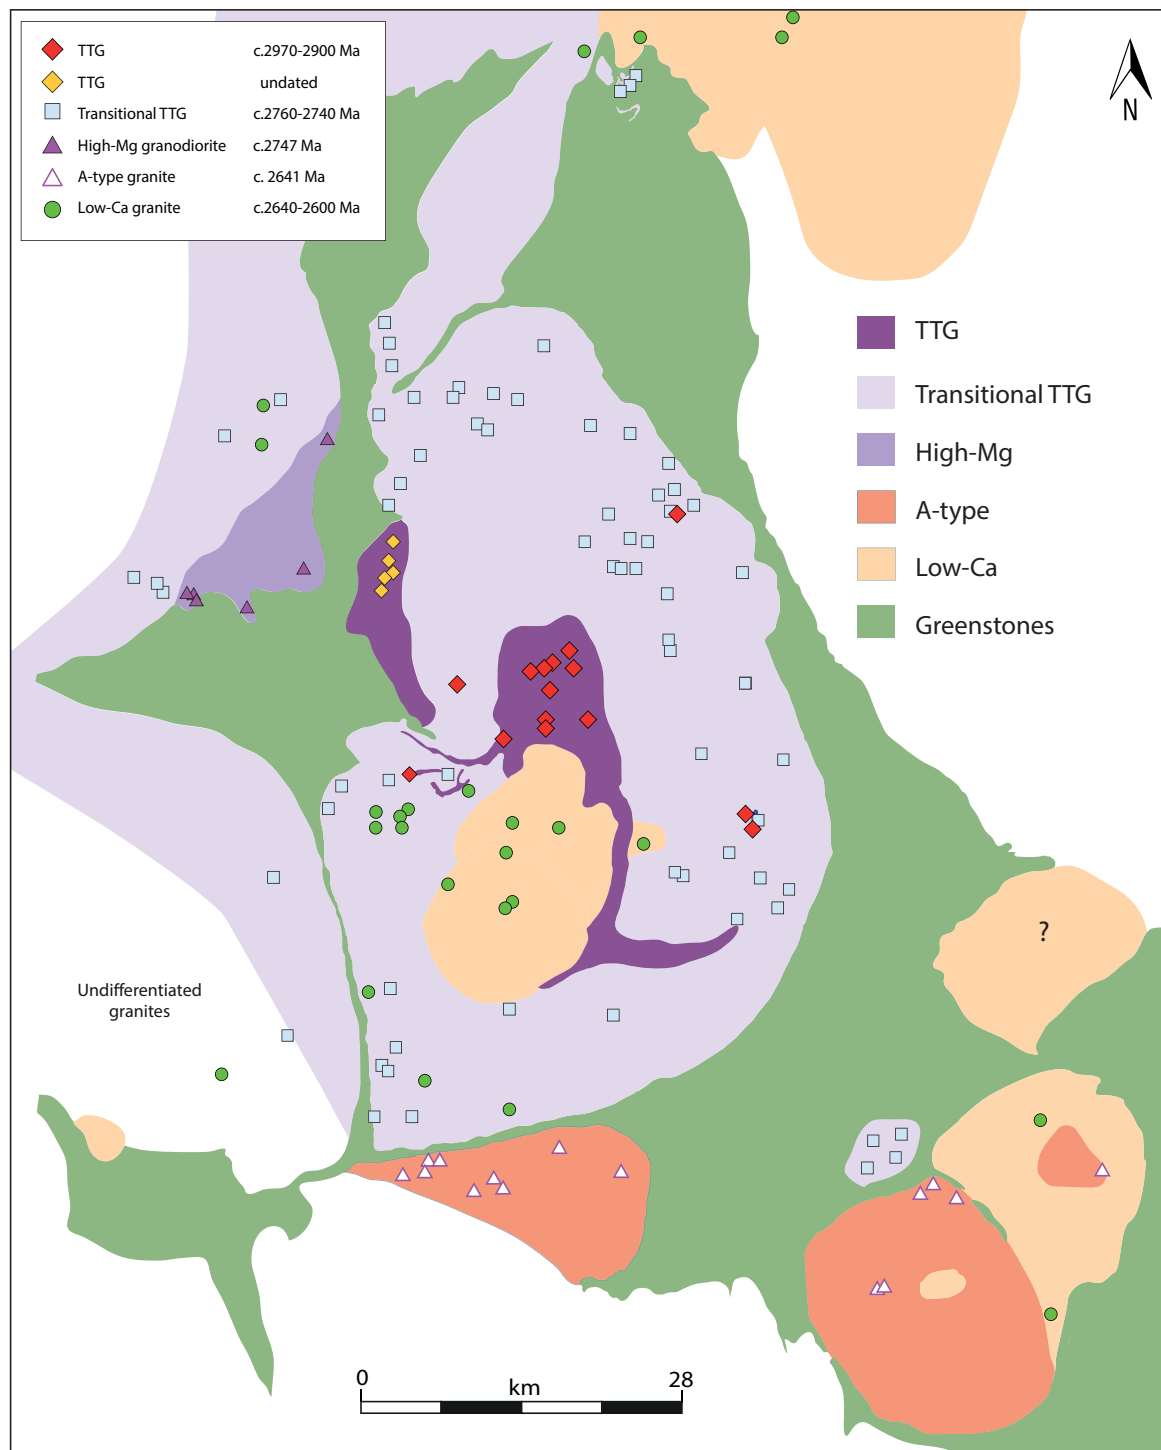 TTG c.2970-2900 Ma
TTG undated
Transitional TTG c.2760-2740 Ma
High-Mg granodiorite c.2747 Ma
A-type granite c. 2641 Ma
Low-Ca granite c.2640-2600 Ma
N
TTG
Transitional TTG
High-Mg
A-type
Low-Ca
Greenstones
?
Undifferentiated
granites
0 km 28